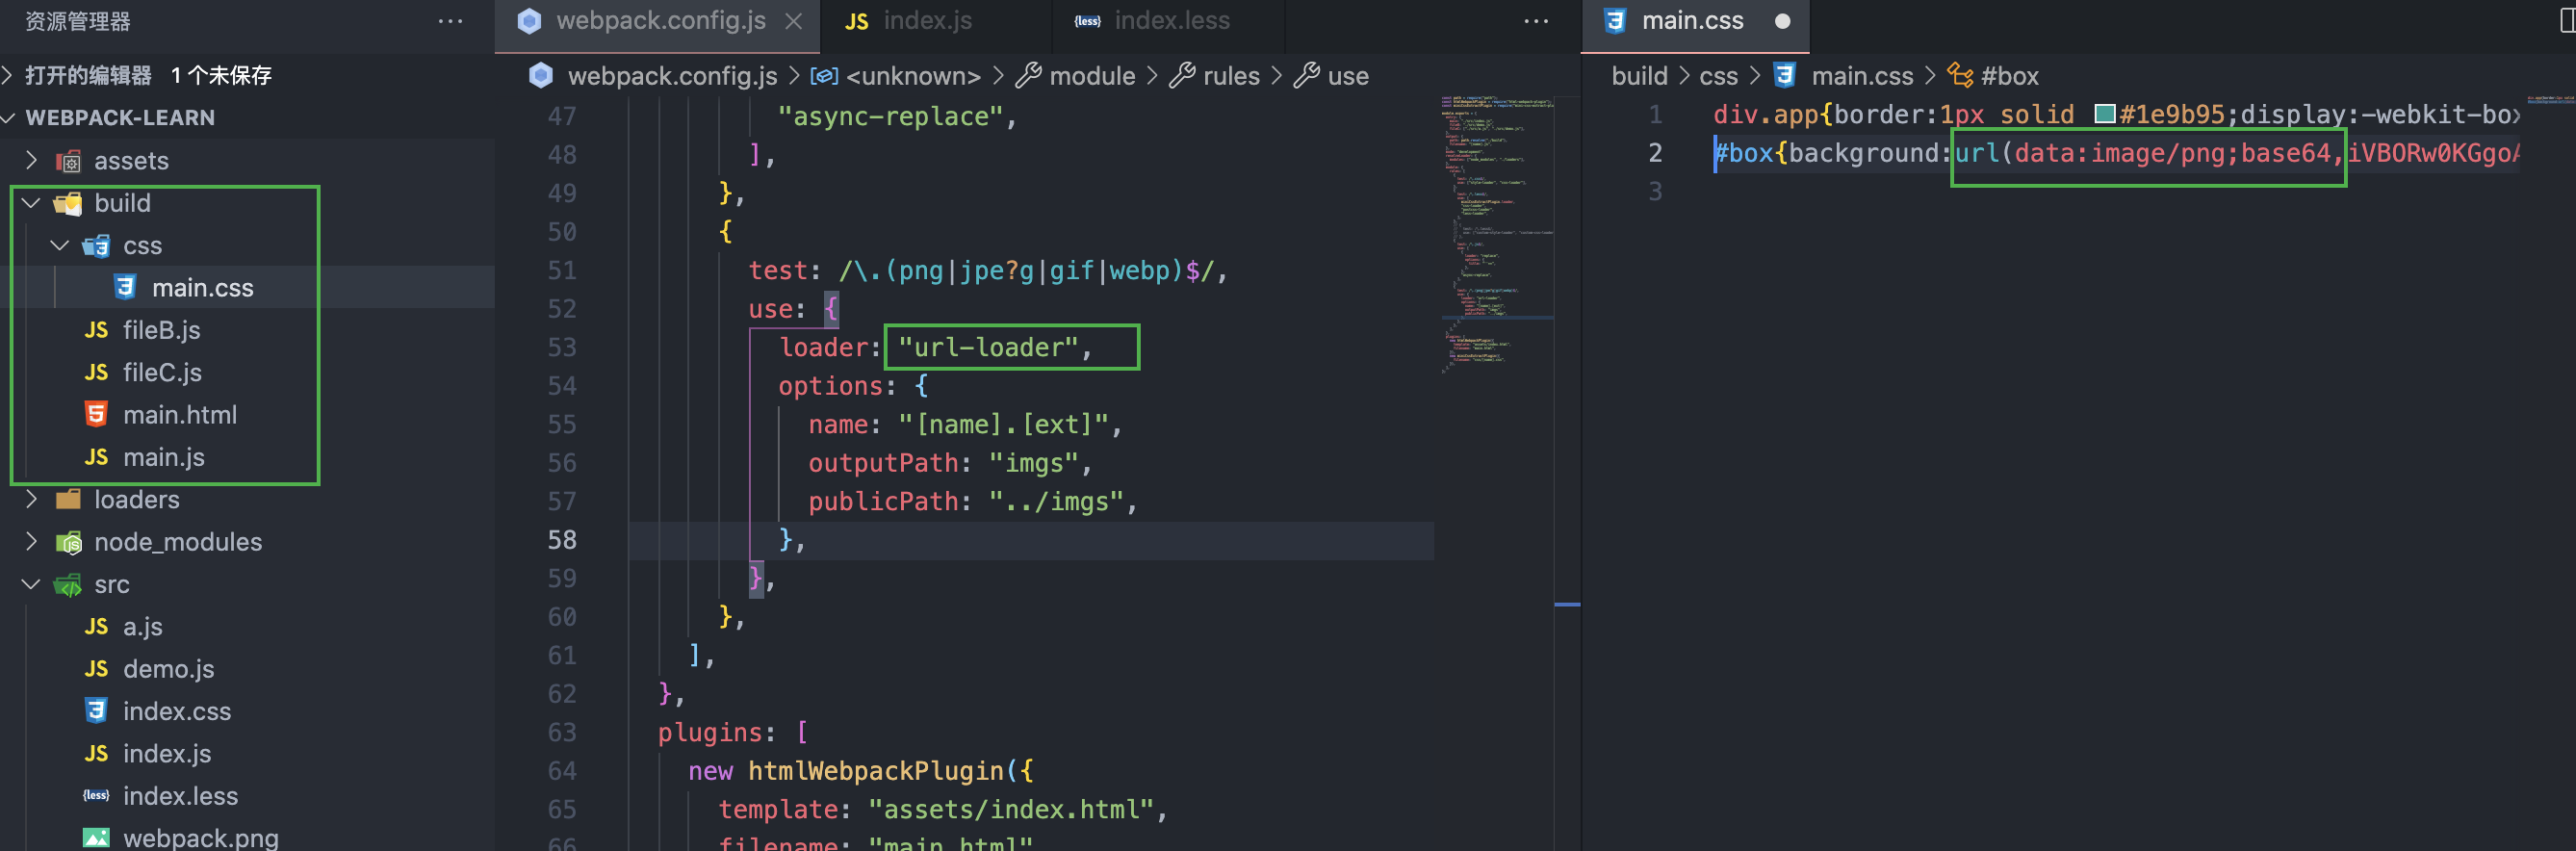 资源管理器
···
打开的编辑器 1 个未保存
WEBPACK-LEARN
assets
build
css
main.css
JS fileB.js
JS fileC.js
main.html
JS main.js
loaders
node_modules
src
JS a.js
JS demo.js
index.css
JS index.js
{less} index.less
webpack.png
webpack.config.js
JS index.js
{less} index.less
···
webpack.config.js > <unknown> > module > rules > use
47 "async-replace",
48 ],
49 },
50 {
51 test: /\.(png|jpe?g|gif|webp)$/,
52 use: {
53 loader: "url-loader",
54 options: {
55 name: "[name].[ext]",
56 outputPath: "imgs",
57 publicPath: "../imgs",
58 },
59 },
60 },
61 ],
62 },
63 plugins: [
64 new htmlWebpackPlugin({
65 template: "assets/index.html",
66 filename: "main.html"
main.css
build > css > main.css > #box
1 div.app{border:1px solid #1e9b95;display:-webkit-box
2 #box{background:url(data:image/png;base64,iVBORw0KGgoA
3